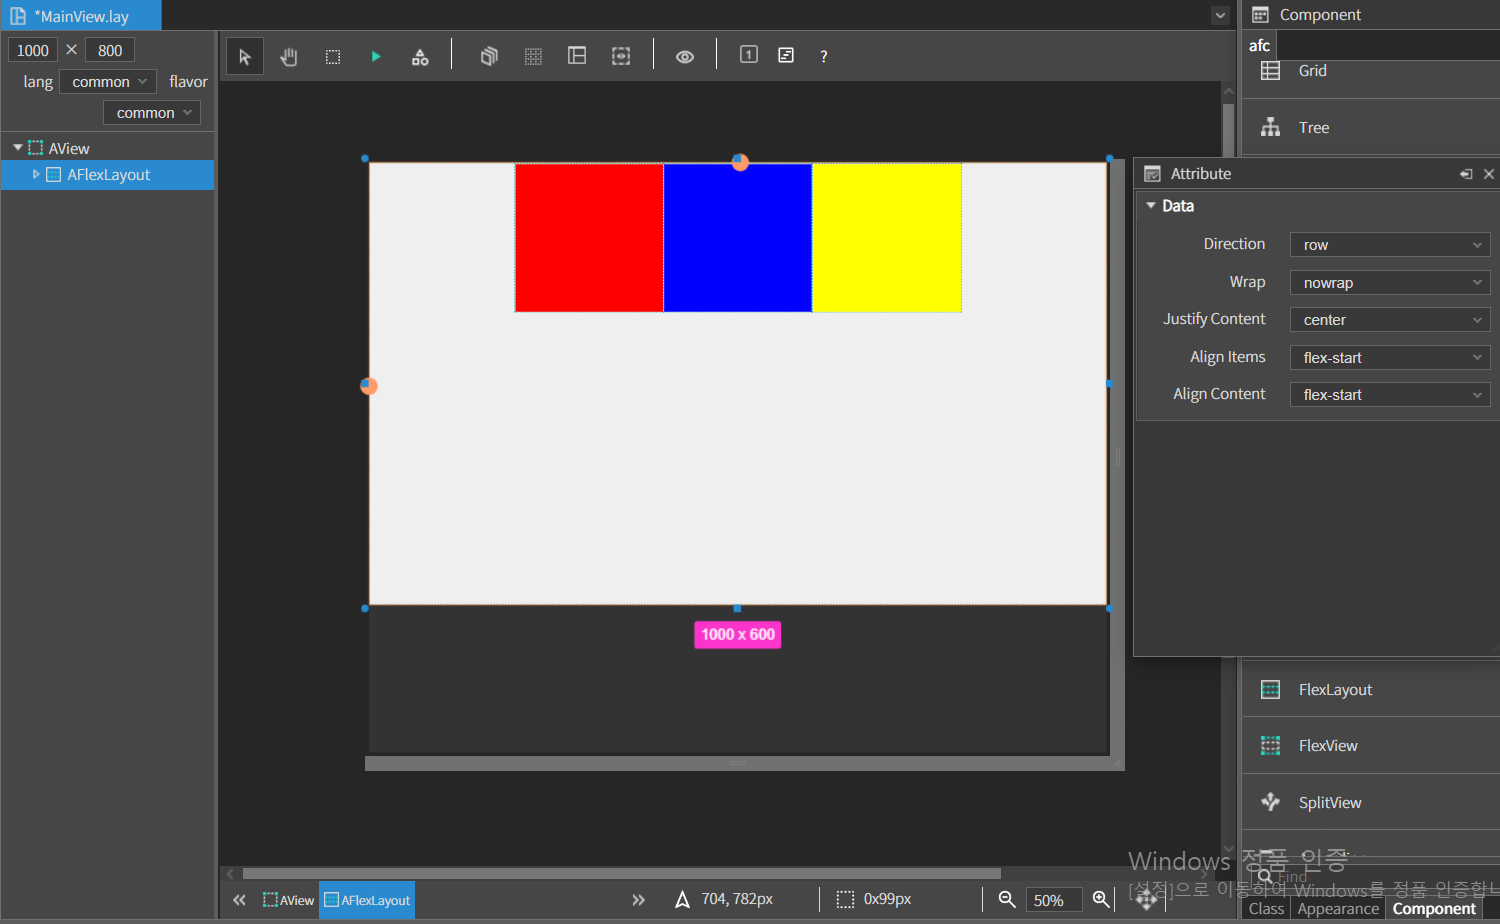 *MainView.lay
Component
1000 × 800
afc
lang common flavor
Grid
common
Tree
AView
Attribute
AFlexLayout
Data
Direction row
Wrap nowrap
Justify Content center
Align Items flex-start
Align Content flex-start
1
?
1000 x 600
FlexLayout
FlexView
SplitView
Windows 정품 인증
Find
[설정]으로 이동하여 Windows를 정품 인증합니
AView AFlexLayout
704, 782px
0x99px
50%
Class Appearance Component